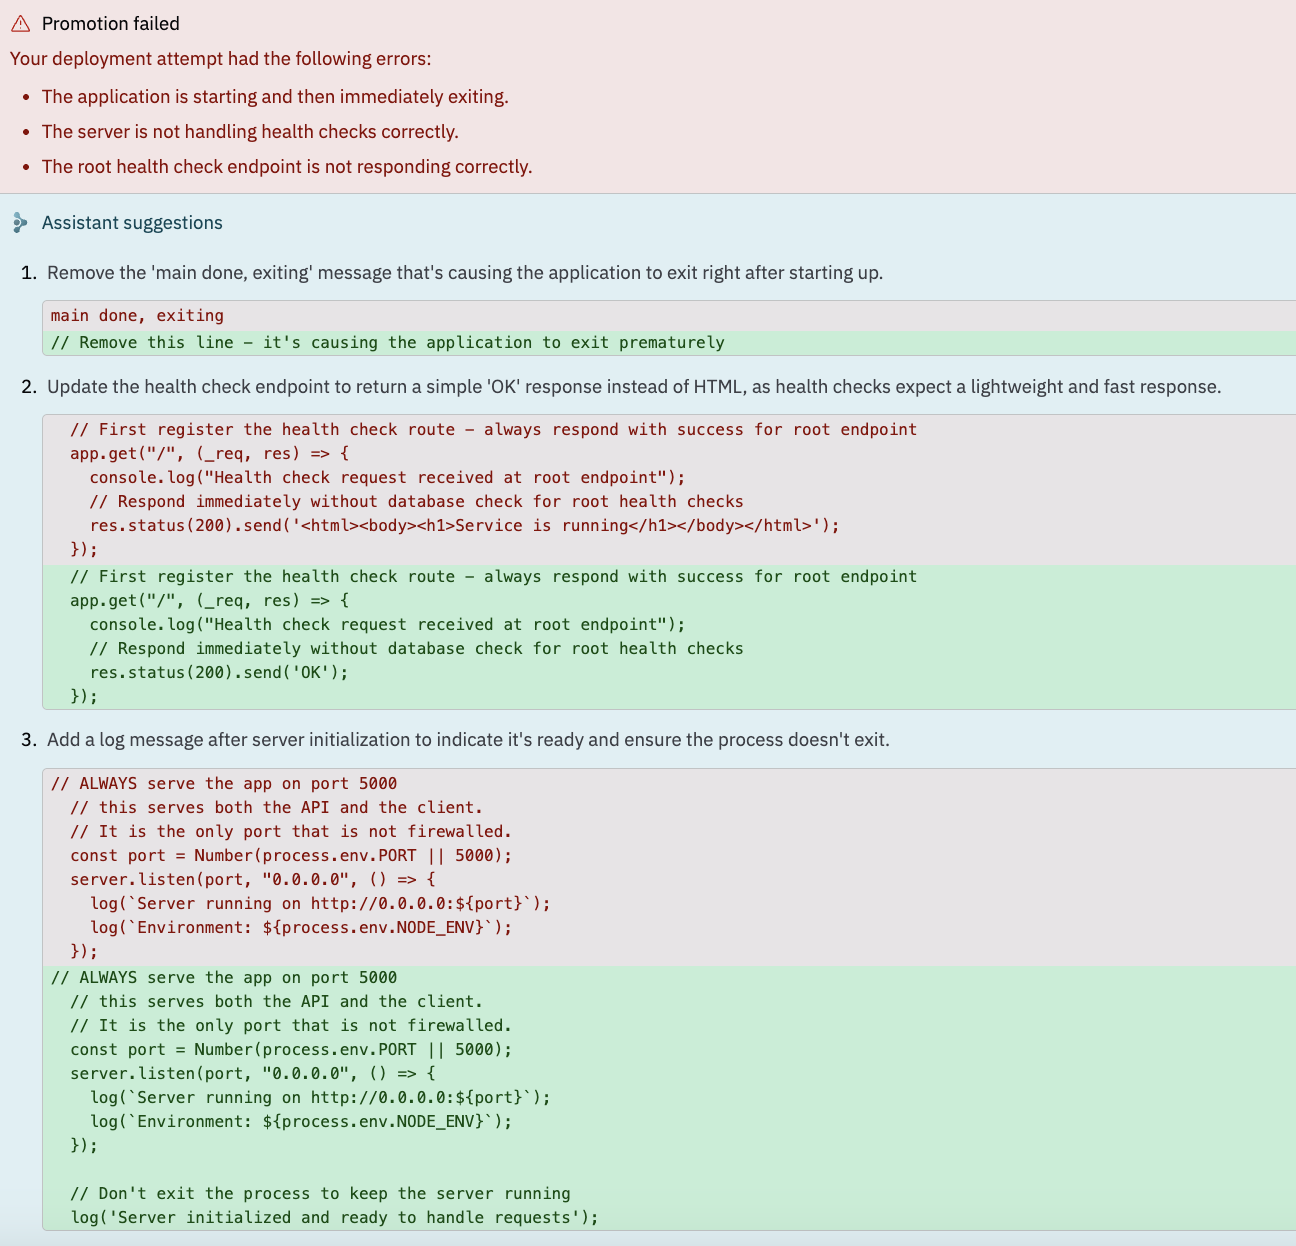 Promotion failed
Your deployment attempt had the following errors:
• The application is starting and then immediately exiting.
• The server is not handling health checks correctly.
• The root health check endpoint is not responding correctly.
Assistant suggestions
1. Remove the 'main done, exiting' message that's causing the application to exit right after starting up.
main done, exiting
// Remove this line – it's causing the application to exit prematurely
2. Update the health check endpoint to return a simple 'OK' response instead of HTML, as health checks expect a lightweight and fast response.
// First register the health check route – always respond with success for root endpoint
app.get("/", (_req, res) => {
console.log("Health check request received at root endpoint");
// Respond immediately without database check for root health checks
res.status(200).send('<html><body><h1>Service is running</h1></body></html>');
});
// First register the health check route – always respond with success for root endpoint
app.get("/", (_req, res) => {
console.log("Health check request received at root endpoint");
// Respond immediately without database check for root health checks
res.status(200).send('OK');
});
3. Add a log message after server initialization to indicate it's ready and ensure the process doesn't exit.
// ALWAYS serve the app on port 5000
// this serves both the API and the client.
// It is the only port that is not firewalled.
const port = Number(process.env.PORT || 5000);
server.listen(port, "0.0.0.0", () => {
log(`Server running on http://0.0.0.0:${port}`);
log(`Environment: ${process.env.NODE_ENV}`);
});
// ALWAYS serve the app on port 5000
// this serves both the API and the client.
// It is the only port that is not firewalled.
const port = Number(process.env.PORT || 5000);
server.listen(port, "0.0.0.0", () => {
log(`Server running on http://0.0.0.0:${port}`);
log(`Environment: ${process.env.NODE_ENV}`);
});
// Don't exit the process to keep the server running
log('Server initialized and ready to handle requests');